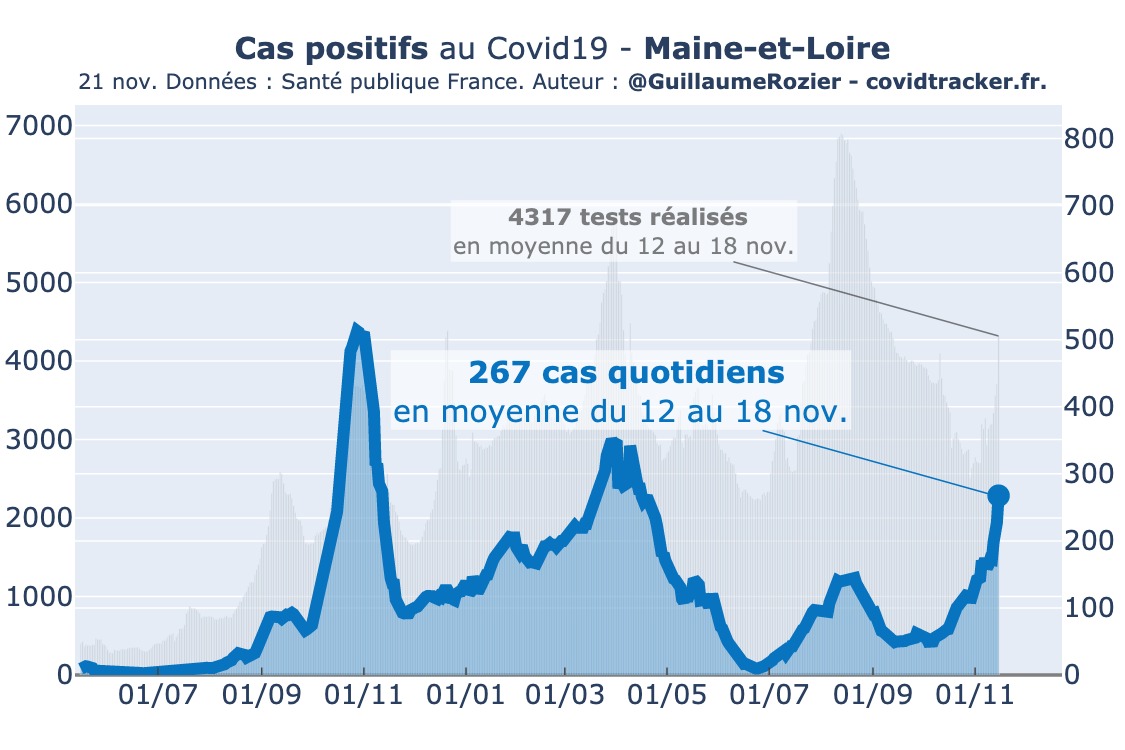 Cas positifs au Covid19 - Maine-et-Loire
21 nov. Données : Santé publique France. Auteur : @GuillaumeRozier - covidtracker.fr.
7000
6000
5000
4000
3000
2000
1000
0
800
700
600
500
400
300
200
100
0
4317 tests réalisés
en moyenne du 12 au 18 nov.
267 cas quotidiens
en moyenne du 12 au 18 nov.
01/07 01/09 01/11 01/01 01/03 01/05 01/07 01/09 01/11